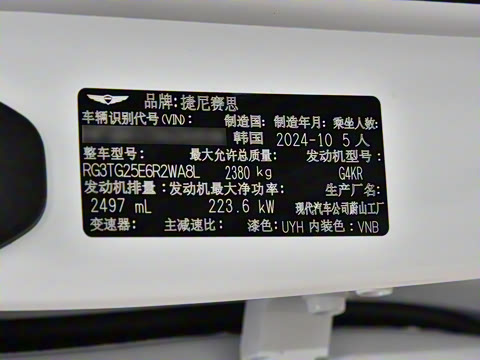 品牌:捷尼赛思
车辆识别代号(VIN): 制造国: 制造年月: 乘坐人数:
韩国 2024-10 5人
整车型号: 最大允许总质量: 发动机型号:
RG3TG25E6R2WA8L 2380 kg G4KR
发动机排量: 发动机最大净功率: 生产厂名:
2497 mL 223.6 kW 现代汽车公司蔚山工厂
变速器: 主减速比: 漆色: UYH 内装色: VNB